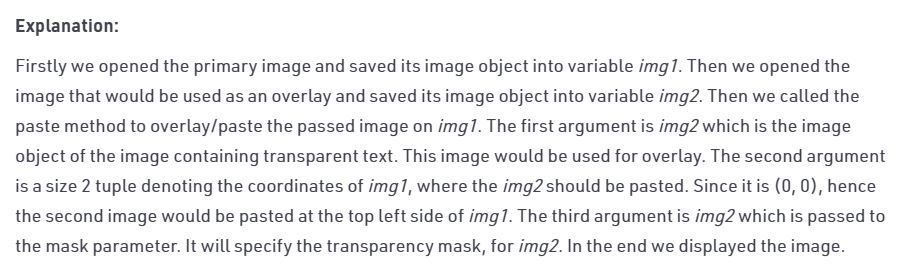 Explanation:
Firstly we opened the primary image and saved its image object into variable img1. Then we opened the
image that would be used as an overlay and saved its image object into variable img2. Then we called the
paste method to overlay/paste the passed image on img1. The first argument is img2 which is the image
object of the image containing transparent text. This image would be used for overlay. The second argument
is a size 2 tuple denoting the coordinates of img1, where the img2 should be pasted. Since it is (0, 0), hence
the second image would be pasted at the top left side of img1. The third argument is img2 which is passed to
the mask parameter. It will specify the transparency mask, for img2. In the end we displayed the image.